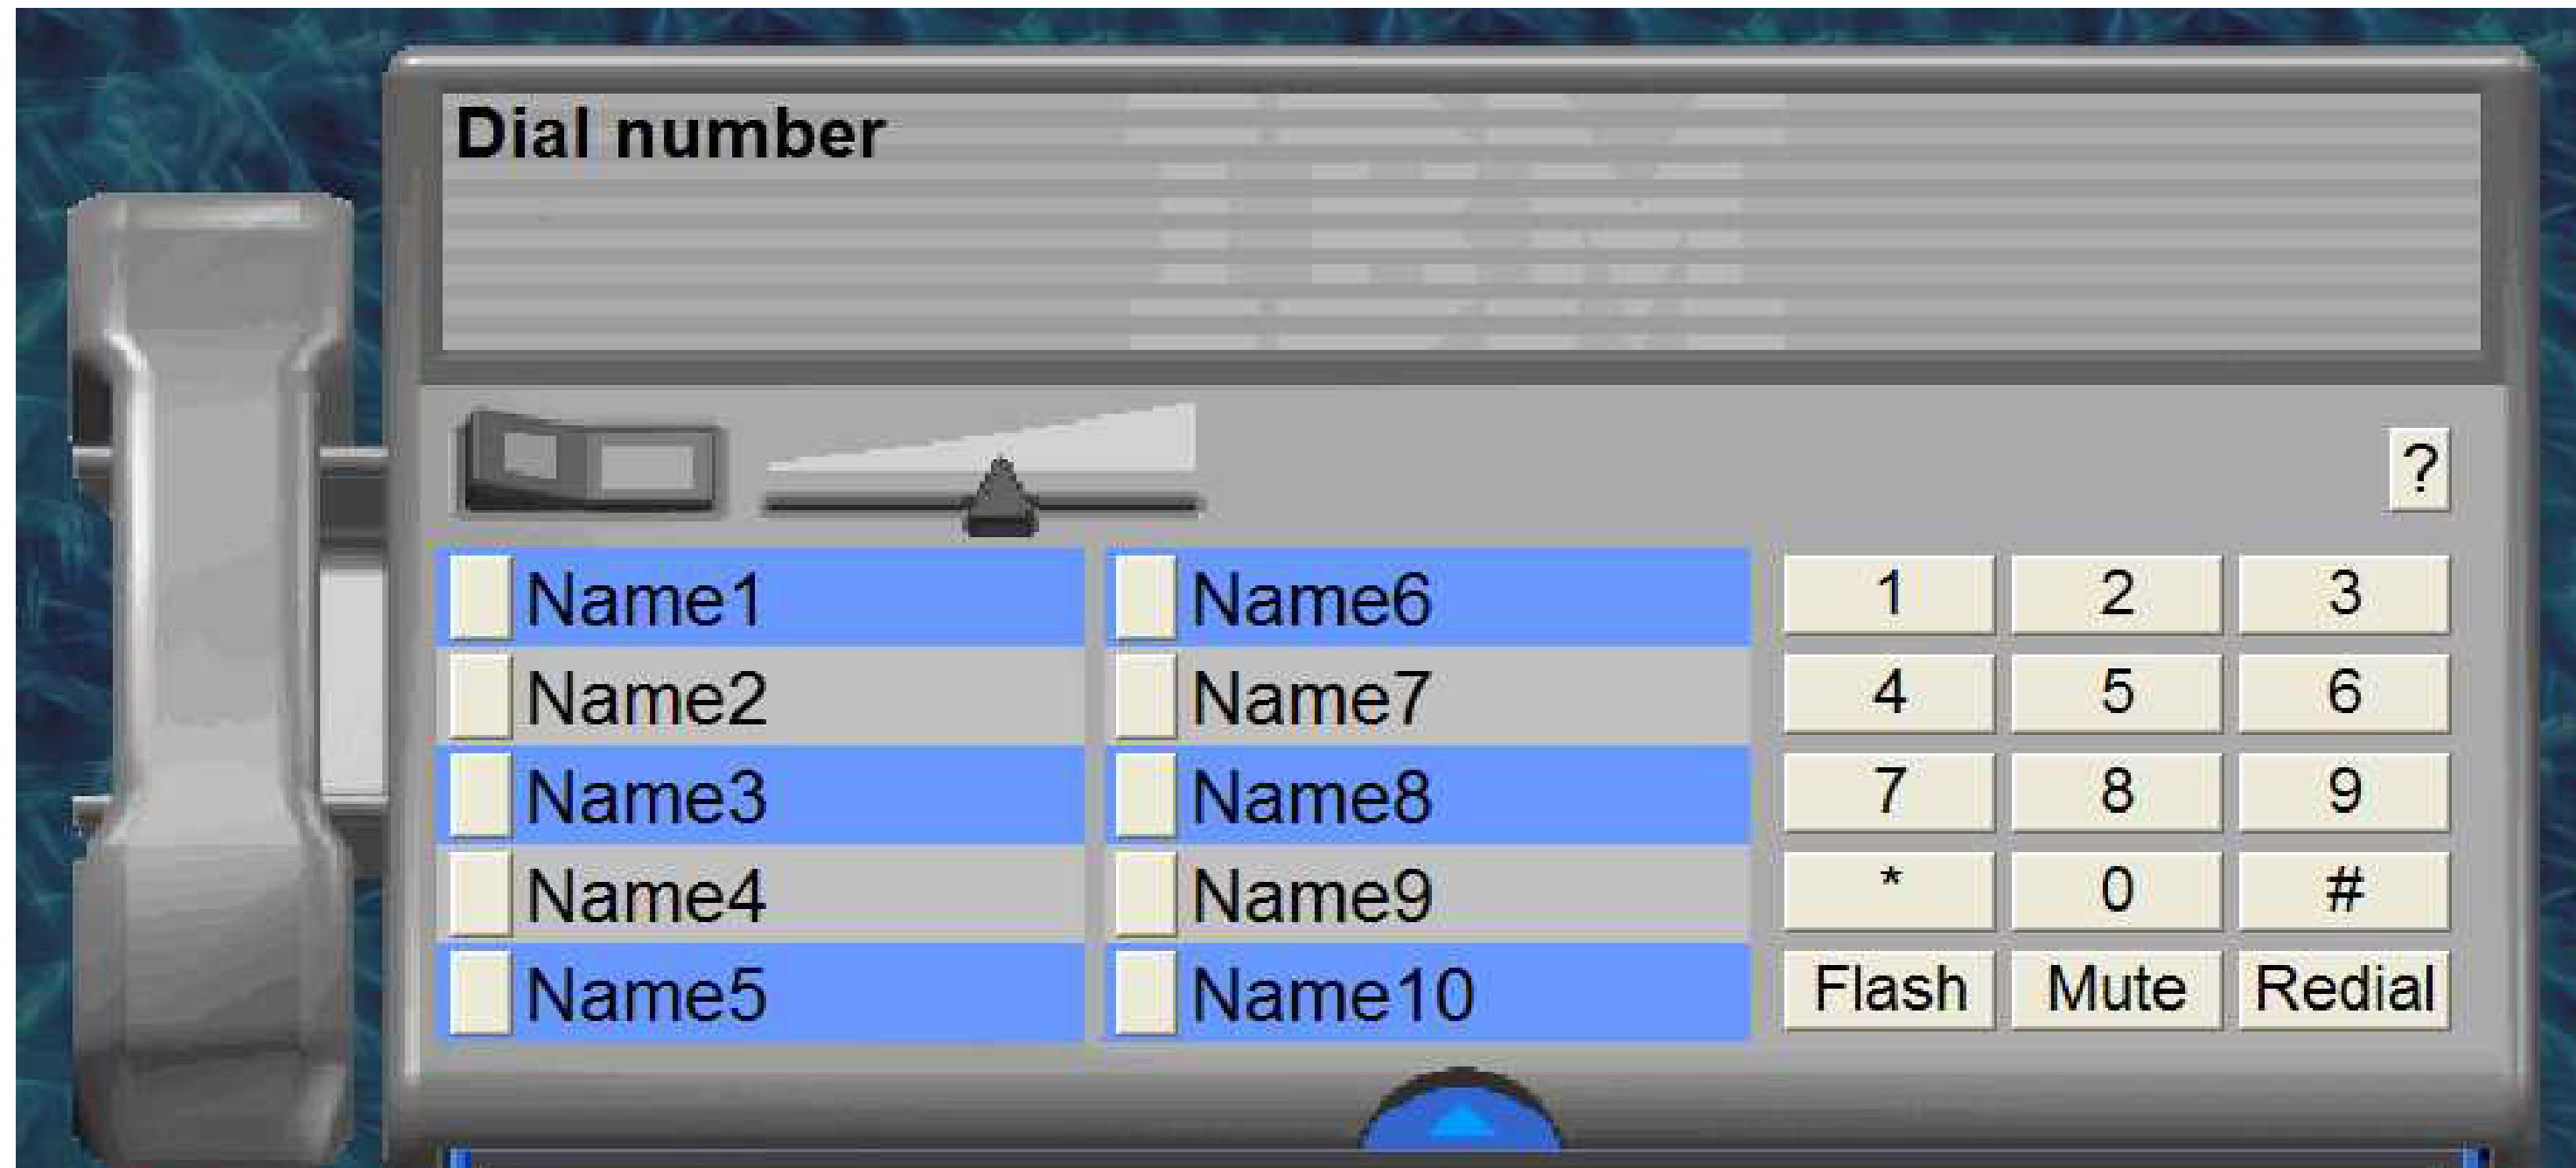 Dial number
IBM
?
Name1 Name6 1 2 3
Name2 Name7 4 5 6
Name3 Name8 7 8 9
Name4 Name9 * 0 #
Name5 Name10 Flash Mute Redial